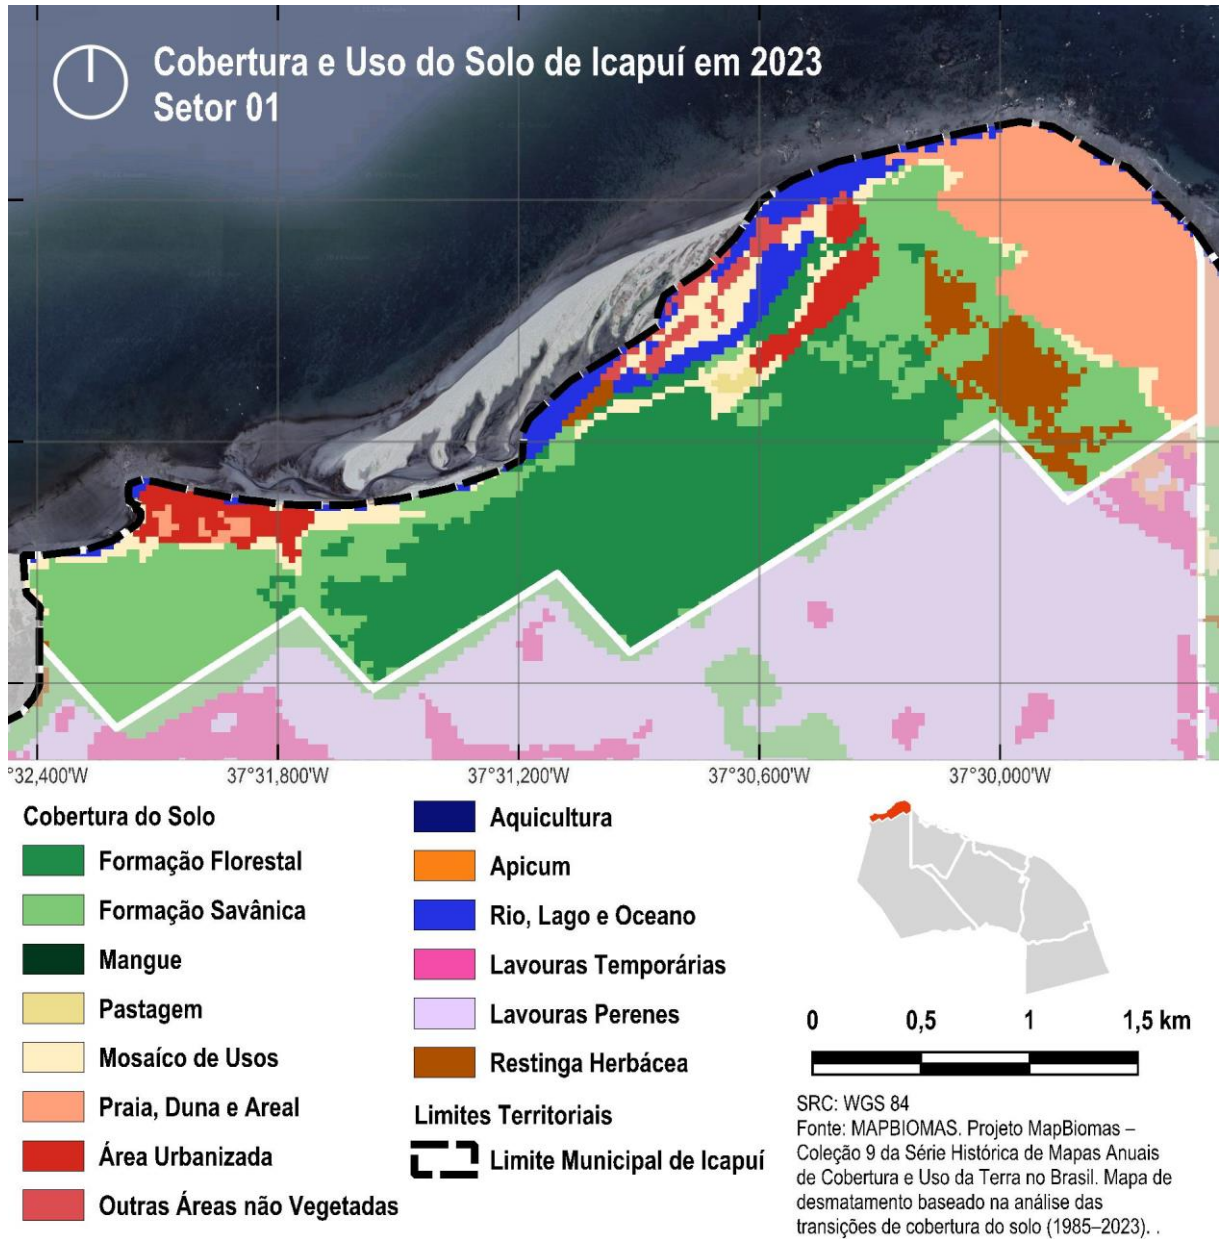 Cobertura e Uso do Solo de Icapuí em 2023
Setor 01
°32,400'W
37°31,800'W
37°31,200'W
37°30,600'W
37°30,000'W
Cobertura do Solo
Formação Florestal
Formação Savânica
Mangue
Pastagem
Mosaíco de Usos
Praia, Duna e Areal
Área Urbanizada
Outras Áreas não Vegetadas
Aquicultura
Apicum
Rio, Lago e Oceano
Lavouras Temporárias
Lavouras Perenes
Restinga Herbácea
Limites Territoriais
Limite Municipal de Icapuí
0 0,5 1 1,5 km
SRC: WGS 84
Fonte: MAPBIOMAS. Projeto MapBiomas –
Coleção 9 da Série Histórica de Mapas Anuais
de Cobertura e Uso da Terra no Brasil. Mapa de
desmatamento baseado na análise das
transições de cobertura do solo (1985–2023). .